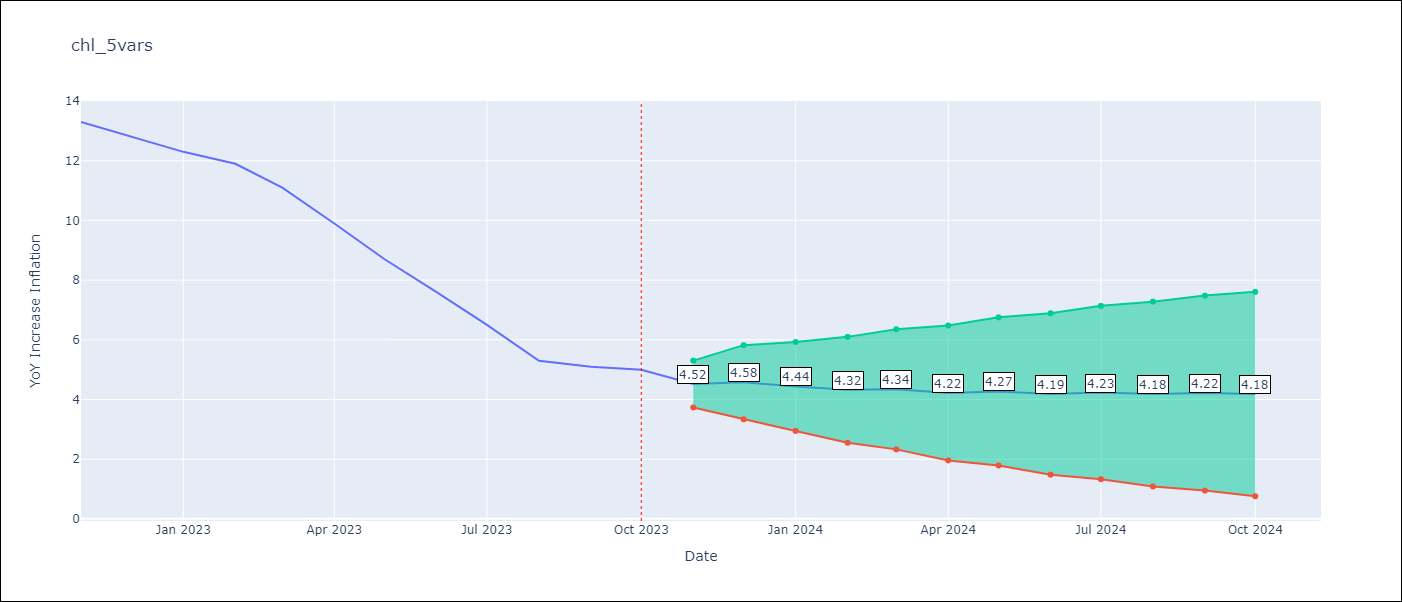 chl_5vars
14
12
10
8
6
4
2
0
YoY Increase Inflation
4.52
4.58
4.44
4.32
4.34
4.22
4.27
4.19
4.23
4.18
4.22
4.18
Jan 2023
Apr 2023
Jul 2023
Oct 2023
Jan 2024
Apr 2024
Jul 2024
Oct 2024
Date